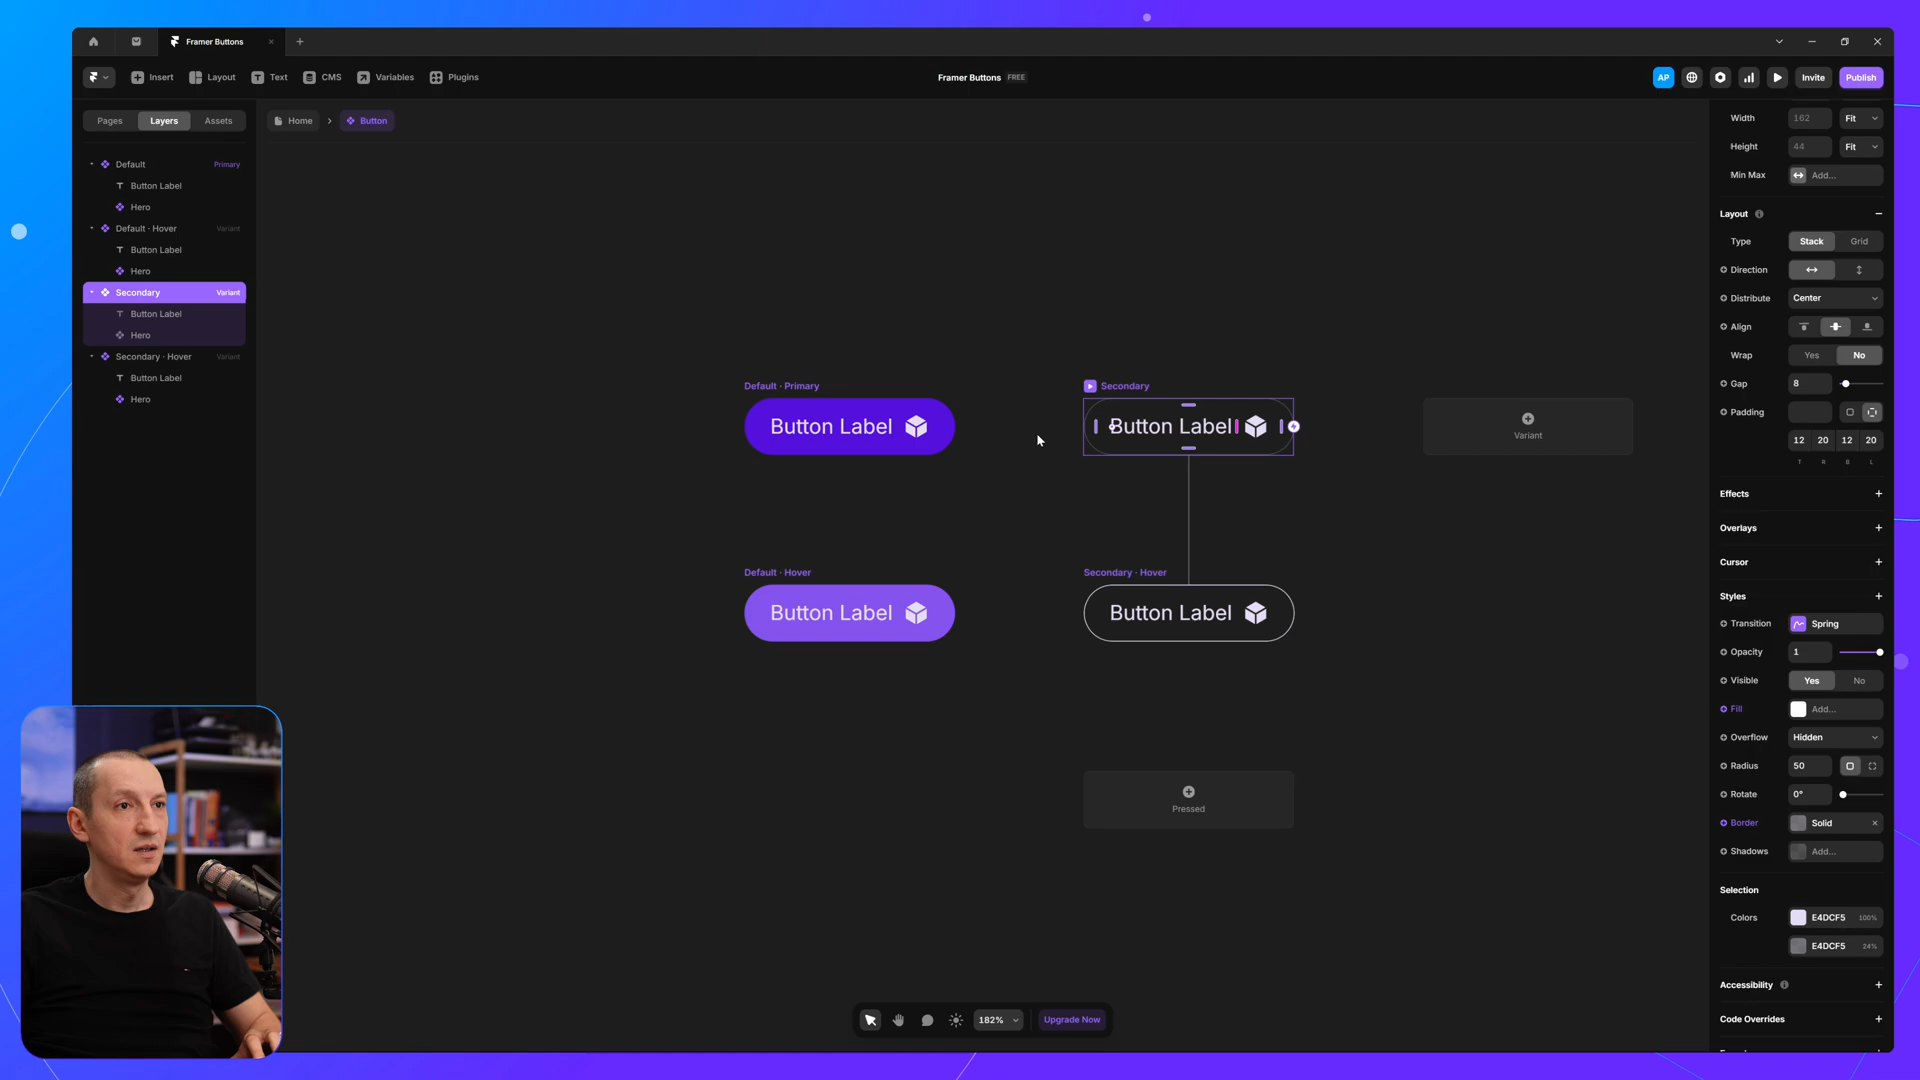 Framer Buttons
Insert
Layout
Text
CMS
Variables
Plugins
Framer Buttons FREE
AP
Invite
Publish
Pages
Layers
Assets
Home
Button
Default Primary
Button Label
Hero
Default · Hover Variant
Button Label
Hero
Secondary Variant
Button Label
Hero
Secondary · Hover Variant
Button Label
Hero
Default · Primary
Button Label
Secondary
Button Label
Variant
Default · Hover
Button Label
Secondary · Hover
Button Label
Pressed
182%
Upgrade Now
Width 162 Fit
Height 44 Fit
Min Max Add...
Layout
Type Stack Grid
Direction
Distribute Center
Align
Wrap Yes No
Gap 8
Padding
12 20 12 20
T R B L
Effects
Overlays
Cursor
Styles
Transition Spring
Opacity 1
Visible Yes No
Fill Add...
Overflow Hidden
Radius 50
Rotate 0°
Border Solid
Shadows Add...
Selection
Colors E4DCF5 100%
E4DCF5 24%
Accessibility
Code Overrides